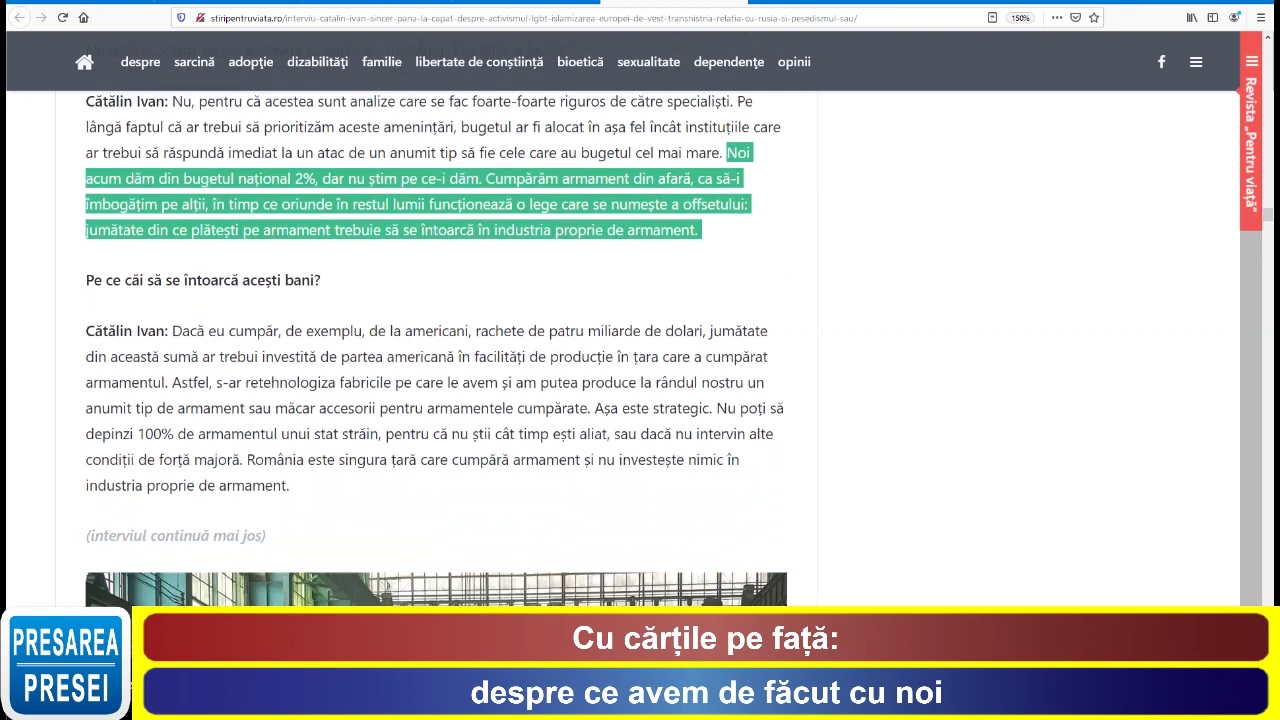 stiripentruviata.ro/interviu-catalin-ivan-sincer-pana-la-capat-despre-activismul-lgbt-islamizarea-europei-de-vest-transnistria-relatia-cu-rusia-si-pesedismul-sau/
150%
despre sarcină adopţie dizabilităţi familie libertate de conștiință bioetică sexualitate dependenţe opinii
Revista „Pentru viață”
Cătălin Ivan: Nu, pentru că acestea sunt analize care se fac foarte-foarte riguros de către specialiști. Pe
lângă faptul că ar trebui să prioritizăm aceste amenințări, bugetul ar fi alocat în așa fel încât instituțiile care
ar trebui să răspundă imediat la un atac de un anumit tip să fie cele care au bugetul cel mai mare. Noi
acum dăm din bugetul național 2%, dar nu știm pe ce-i dăm. Cumpărăm armament din afară, ca să-i
îmbogățim pe alții, în timp ce oriunde în restul lumii funcționează o lege care se numește a offsetului:
jumătate din ce plătești pe armament trebuie să se întoarcă în industria proprie de armament.
Pe ce căi să se întoarcă acești bani?
Cătălin Ivan: Dacă eu cumpăr, de exemplu, de la americani, rachete de patru miliarde de dolari, jumătate
din această sumă ar trebui investită de partea americană în facilități de producție în țara care a cumpărat
armamentul. Astfel, s-ar retehnologiza fabricile pe care le avem și am putea produce la rândul nostru un
anumit tip de armament sau măcar accesorii pentru armamentele cumpărate. Așa este strategic. Nu poți să
depinzi 100% de armamentul unui stat străin, pentru că nu știi cât timp ești aliat, sau dacă nu intervin alte
condiții de forță majoră. România este singura țară care cumpără armament și nu investește nimic în
industria proprie de armament.
(interviul continuă mai jos)
PRESAREA
PRESEI
Cu cărțile pe față:
despre ce avem de făcut cu noi